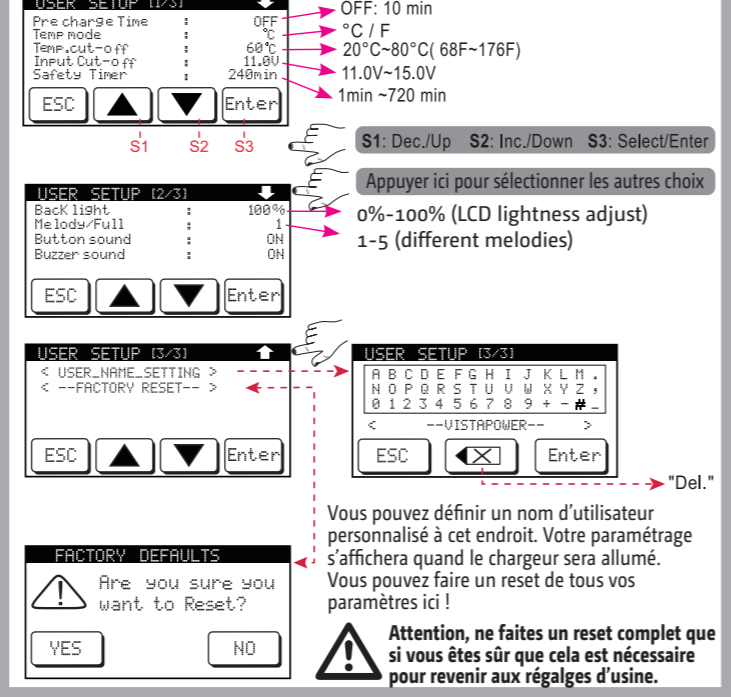 USER SETUP [1/3]
Pre charge Time : OFF
Temp mode : °C
Temp.cut-off : 60°C
Input Cut-off : 11.0V
Safety Timer : 240min
OFF: 10 min
°C / F
20°C~80°C( 68F~176F)
11.0V~15.0V
1min ~720 min
ESC
Enter
S1 S2 S3
S1: Dec./Up S2: Inc./Down S3: Select/Enter
Appuyer ici pour sélectionner les autres choix
USER SETUP [2/3]
Back light : 100%
Melody/Full : 1
Button sound : ON
Buzzer sound : ON
0%-100% (LCD lightness adjust)
1-5 (different melodies)
ESC
Enter
USER SETUP [3/3]
< USER_NAME_SETTING >
< --FACTORY RESET-- >
ESC
Enter
USER SETUP [3/3]
A B C D E F G H I J K L M .
N O P Q R S T U V W X Y Z ,
0 1 2 3 4 5 6 7 8 9 + - # _
< --VISTAPOWER-- >
ESC
X
Enter
"Del."
Vous pouvez définir un nom d'utilisateur
personnalisé à cet endroit. Votre paramétrage
s'affichera quand le chargeur sera allumé.
Vous pouvez faire un reset de tous vos
paramètres ici !
FACTORY DEFAULTS
! Are you sure you
want to Reset?
YES
NO
Attention, ne faites un reset complet que
si vous êtes sûr que cela est nécessaire
pour revenir aux régalges d'usine.